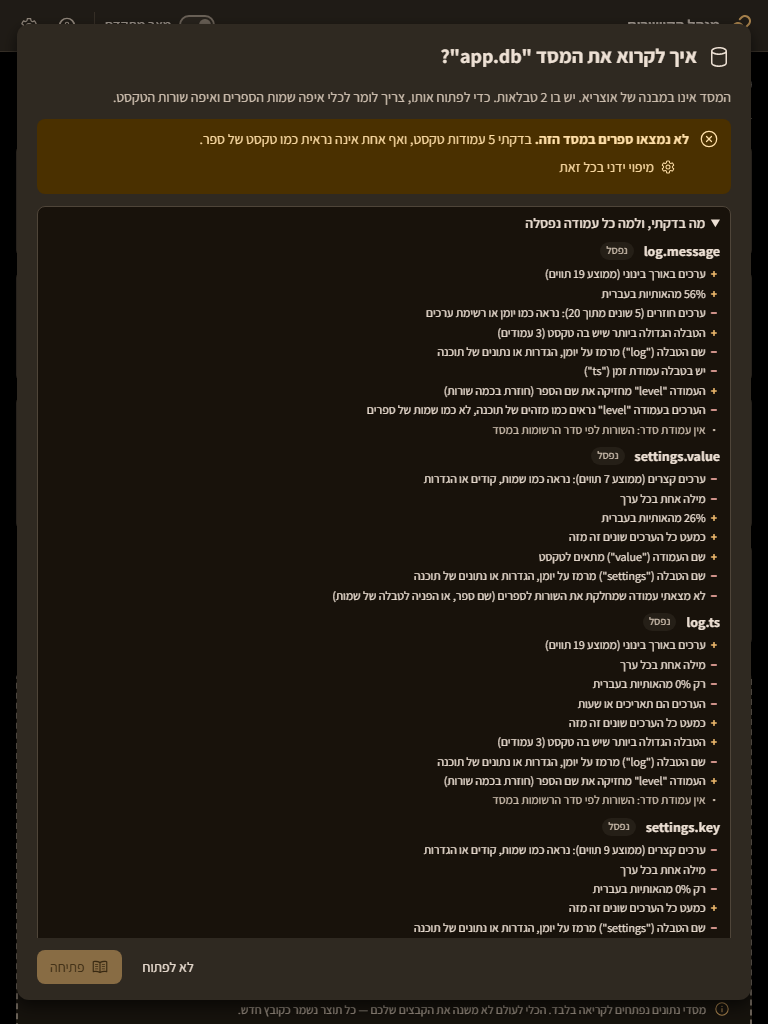 איך לקרוא את המסד "app.db"?
המסד אינו במבנה של אוצריא. יש בו 2 טבלאות. כדי לפתוח אותו, צריך לומר לכלי איפה שמות הספרים ואיפה שורות הטקסט.
לא נמצאו ספרים במסד הזה. בדקתי 5 עמודות טקסט, ואף אחת אינה נראית כמו טקסט של ספר.
מיפוי ידני בכל זאת
▼ מה בדקתי, ולמה כל עמודה נפסלה
log.message נפסל
+ ערכים באורך בינוני (ממוצע 19 תווים)
+ 56% מהאותיות בעברית
− ערכים חוזרים (5 שונים מתוך 20): נראה כמו יומן או רשימת ערכים
+ הטבלה הגדולה ביותר שיש בה טקסט (3 עמודים)
− שם הטבלה ("log") מרמז על יומן, הגדרות או נתונים של תוכנה
− יש בטבלה עמודת זמן ("ts")
+ העמודה "level" מחזיקה את שם הספר (חוזרת בכמה שורות)
− הערכים בעמודה "level" נראים כמו מזהים של תוכנה, לא כמו שמות של ספרים
· אין עמודת סדר: השורות לפי סדר הרשומות במסד
settings.value נפסל
− ערכים קצרים (ממוצע 7 תווים): נראה כמו שמות, קודים או הגדרות
− מילה אחת בכל ערך
+ 26% מהאותיות בעברית
+ כמעט כל הערכים שונים זה מזה
+ שם העמודה ("value") מתאים לטקסט
− שם הטבלה ("settings") מרמז על יומן, הגדרות או נתונים של תוכנה
− לא מצאתי עמודה שמחלקת את השורות לספרים (שם ספר, או הפניה לטבלה של שמות)
log.ts נפסל
+ ערכים באורך בינוני (ממוצע 19 תווים)
− מילה אחת בכל ערך
− רק 0% מהאותיות בעברית
− הערכים הם תאריכים או שעות
+ כמעט כל הערכים שונים זה מזה
+ הטבלה הגדולה ביותר שיש בה טקסט (3 עמודים)
− שם הטבלה ("log") מרמז על יומן, הגדרות או נתונים של תוכנה
+ העמודה "level" מחזיקה את שם הספר (חוזרת בכמה שורות)
· אין עמודת סדר: השורות לפי סדר הרשומות במסד
settings.key נפסל
− ערכים קצרים (ממוצע 9 תווים): נראה כמו שמות, קודים או הגדרות
− מילה אחת בכל ערך
− רק 0% מהאותיות בעברית
+ כמעט כל הערכים שונים זה מזה
− שם הטבלה ("settings") מרמז על יומן, הגדרות או נתונים של תוכנה
לא לפתוח
פתיחה
מסדי נתונים נפתחים לקריאה בלבד. הכלי לעולם לא משנה את הקבצים שלכם — כל תוצר נשמר כקובץ חדש.